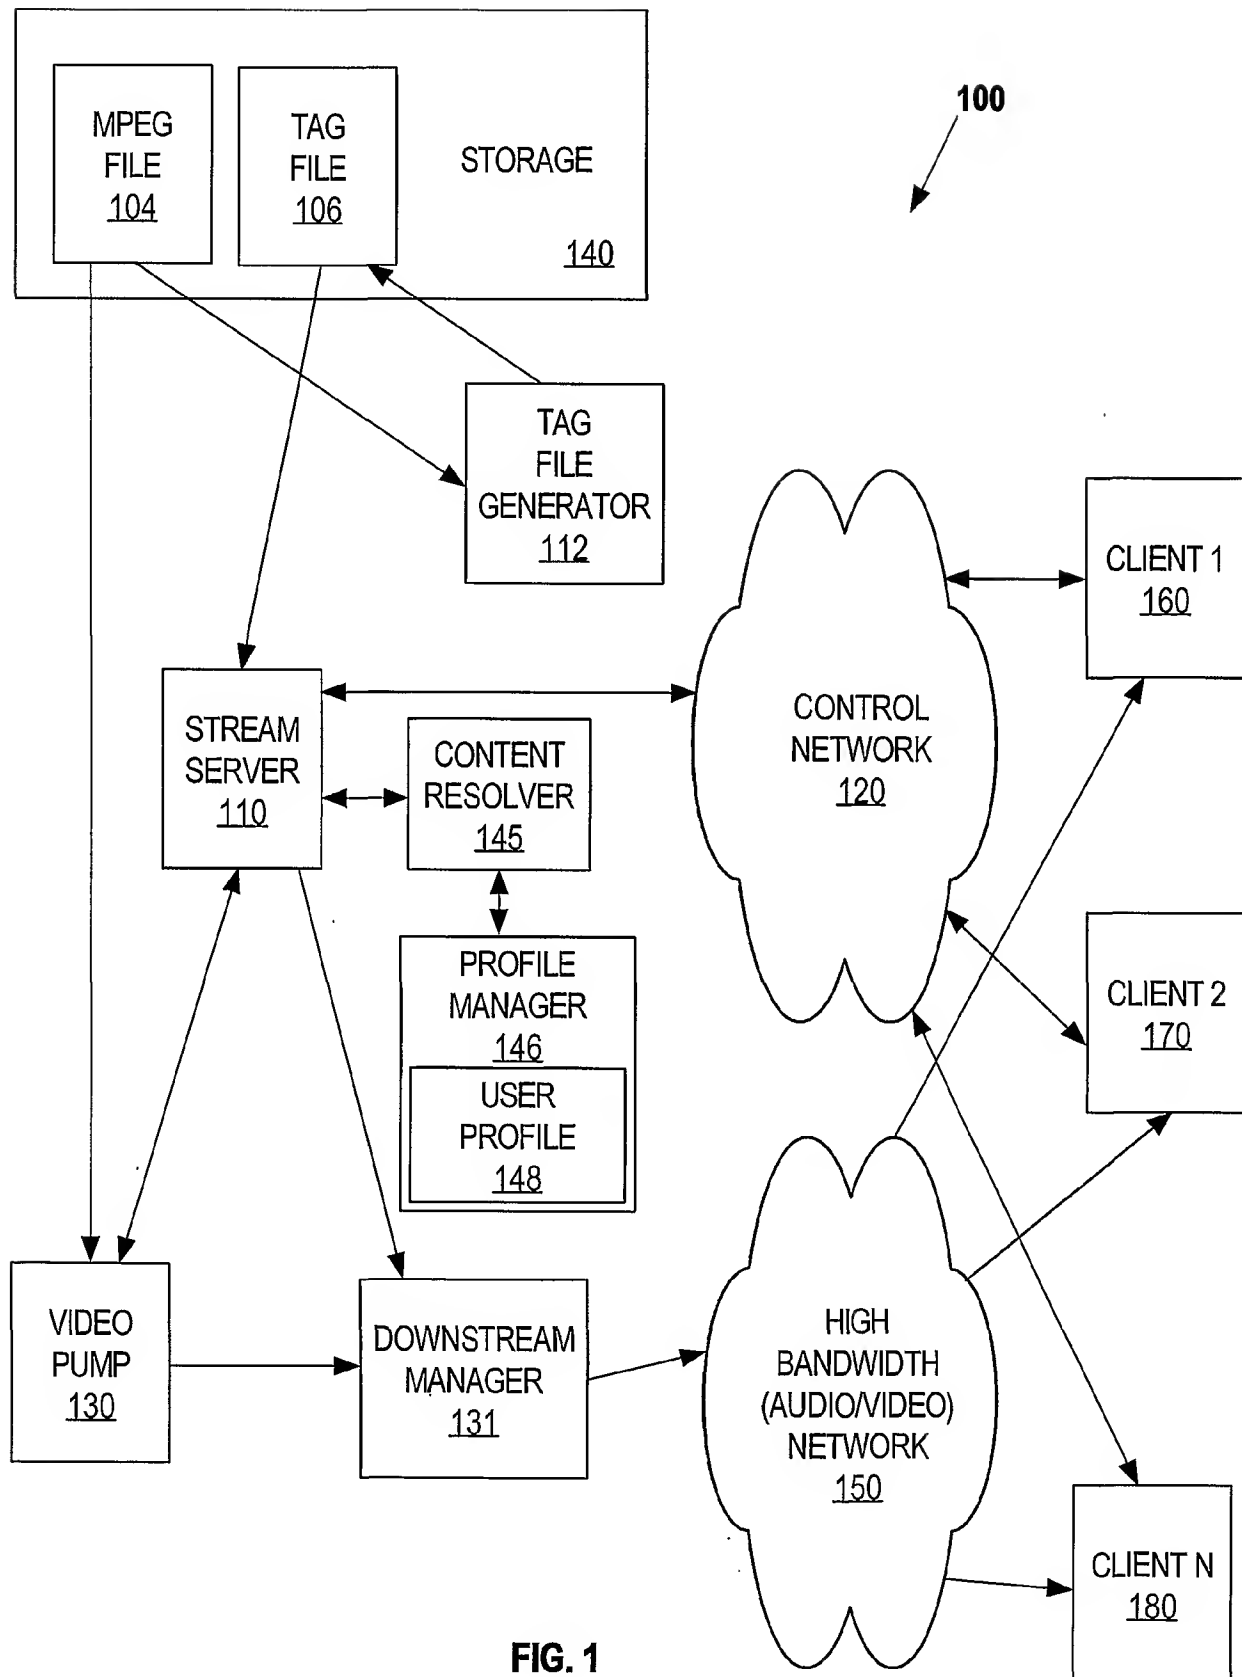 100
MPEG
FILE
104
TAG
FILE
106
STORAGE
140
TAG
FILE
GENERATOR
112
CLIENT 1
160
STREAM
SERVER
110
CONTENT
RESOLVER
145
CONTROL
NETWORK
120
PROFILE
MANAGER
146
USER
PROFILE
148
CLIENT 2
170
VIDEO
PUMP
130
DOWNSTREAM
MANAGER
131
HIGH
BANDWIDTH
(AUDIO/VIDEO)
NETWORK
150
CLIENT N
180
FIG. 1